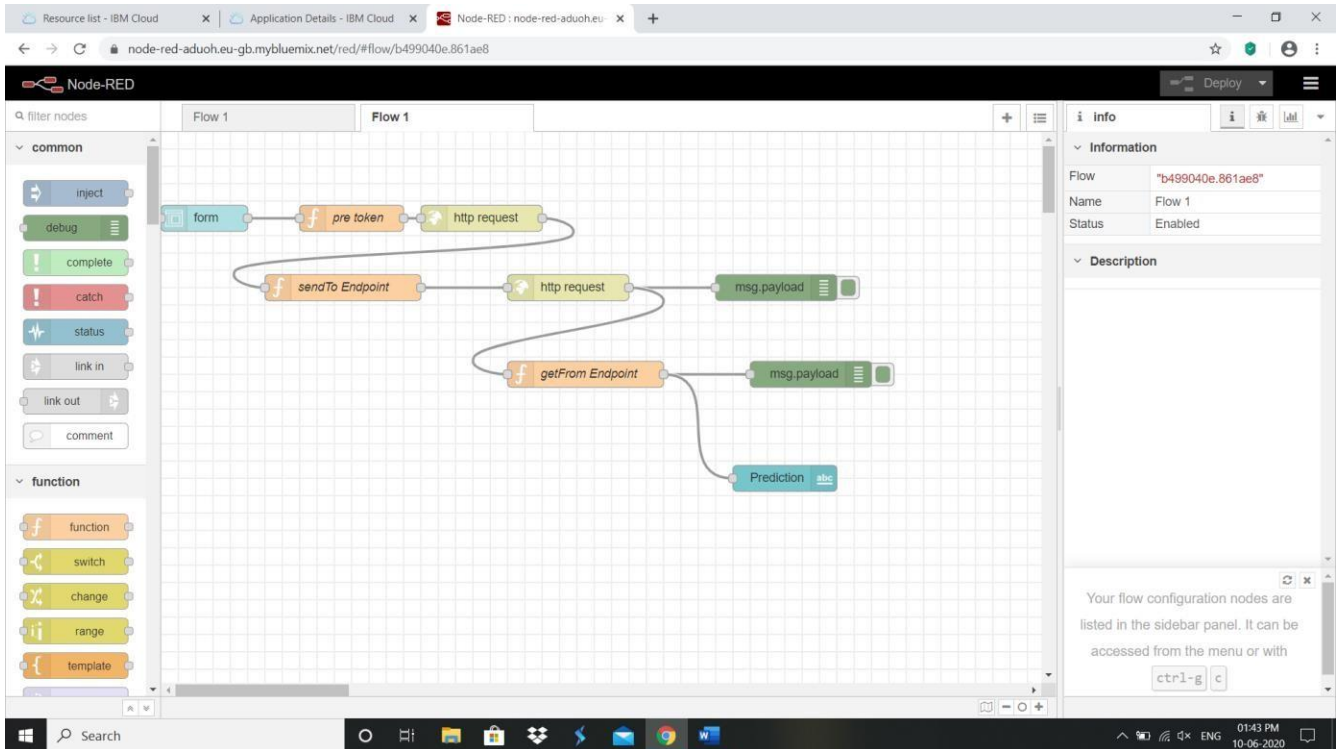 Resource list - IBM Cloud
Application Details - IBM Cloud
Node-RED : node-red-aduoh.eu-
node-red-aduoh.eu-gb.mybluemix.net/red/#flow/b499040e.861ae8
Node-RED
Deploy
filter nodes
Flow 1
Flow 1
i info
i
common
inject
debug
complete
catch
status
link in
link out
comment
function
function
switch
change
range
template
form
pre token
http request
sendTo Endpoint
http request
msg.payload
getFrom Endpoint
msg.payload
Prediction
abc
Information
Flow "b499040e.861ae8"
Name Flow 1
Status Enabled
Description
Your flow configuration nodes are
listed in the sidebar panel. It can be
accessed from the menu or with
ctrl-g c
Search
ENG
01:43 PM
10-06-2020